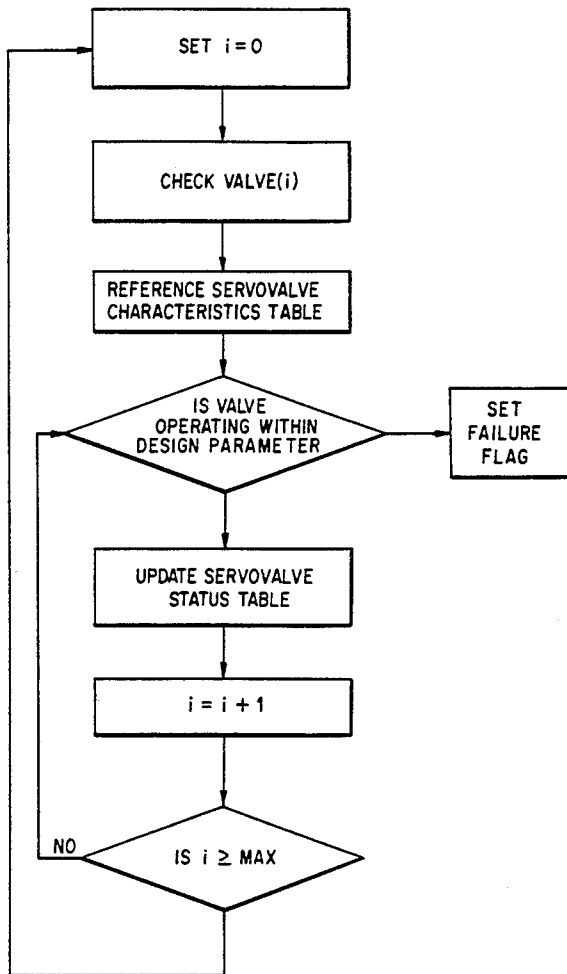 SET i = 0
CHECK VALVE(i)
REFERENCE SERVOVALVE
CHARACTERISTICS TABLE
IS VALVE
OPERATING WITHIN
DESIGN PARAMETER
SET
FAILURE
FLAG
UPDATE SERVOVALVE
STATUS TABLE
i = i + 1
NO
IS i ≥ MAX